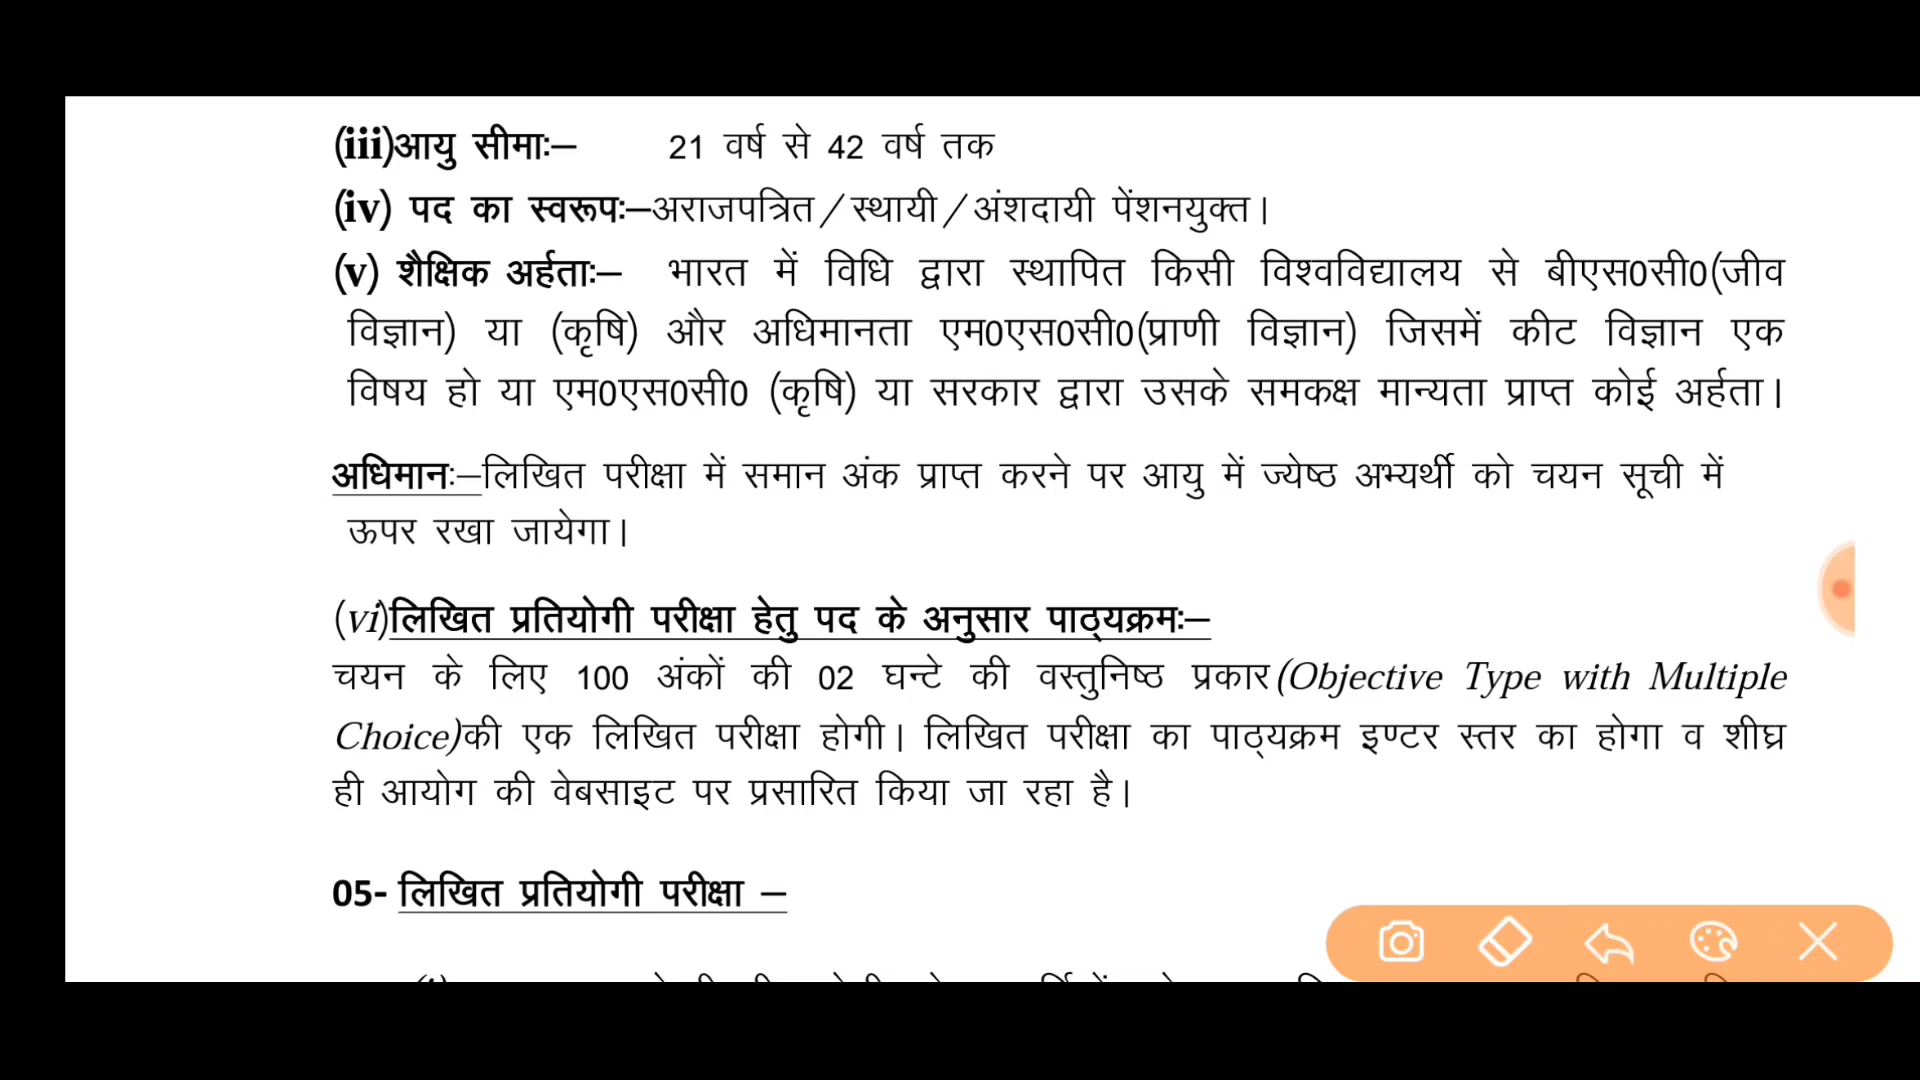 (iii)आयु सीमाः– 21 वर्ष से 42 वर्ष तक
(iv) पद का स्वरूपः–अराजपत्रित/स्थायी/अंशदायी पेंशनयुक्त।
(v) शैक्षिक अर्हताः– भारत में विधि द्वारा स्थापित किसी विश्वविद्यालय से बीएस0सी0(जीव
विज्ञान) या (कृषि) और अधिमानता एम0एस0सी0(प्राणी विज्ञान) जिसमें कीट विज्ञान एक
विषय हो या एम0एस0सी0 (कृषि) या सरकार द्वारा उसके समकक्ष मान्यता प्राप्त कोई अर्हता।
अधिमानः–लिखित परीक्षा में समान अंक प्राप्त करने पर आयु में ज्येष्ठ अभ्यर्थी को चयन सूची में
ऊपर रखा जायेगा।
(vi)लिखित प्रतियोगी परीक्षा हेतु पद के अनुसार पाठ्यक्रमः–
चयन के लिए 100 अंकों की 02 घन्टे की वस्तुनिष्ठ प्रकार(Objective Type with Multiple
Choice)की एक लिखित परीक्षा होगी। लिखित परीक्षा का पाठ्यक्रम इण्टर स्तर का होगा व शीघ्र
ही आयोग की वेबसाइट पर प्रसारित किया जा रहा है।
05- लिखित प्रतियोगी परीक्षा –